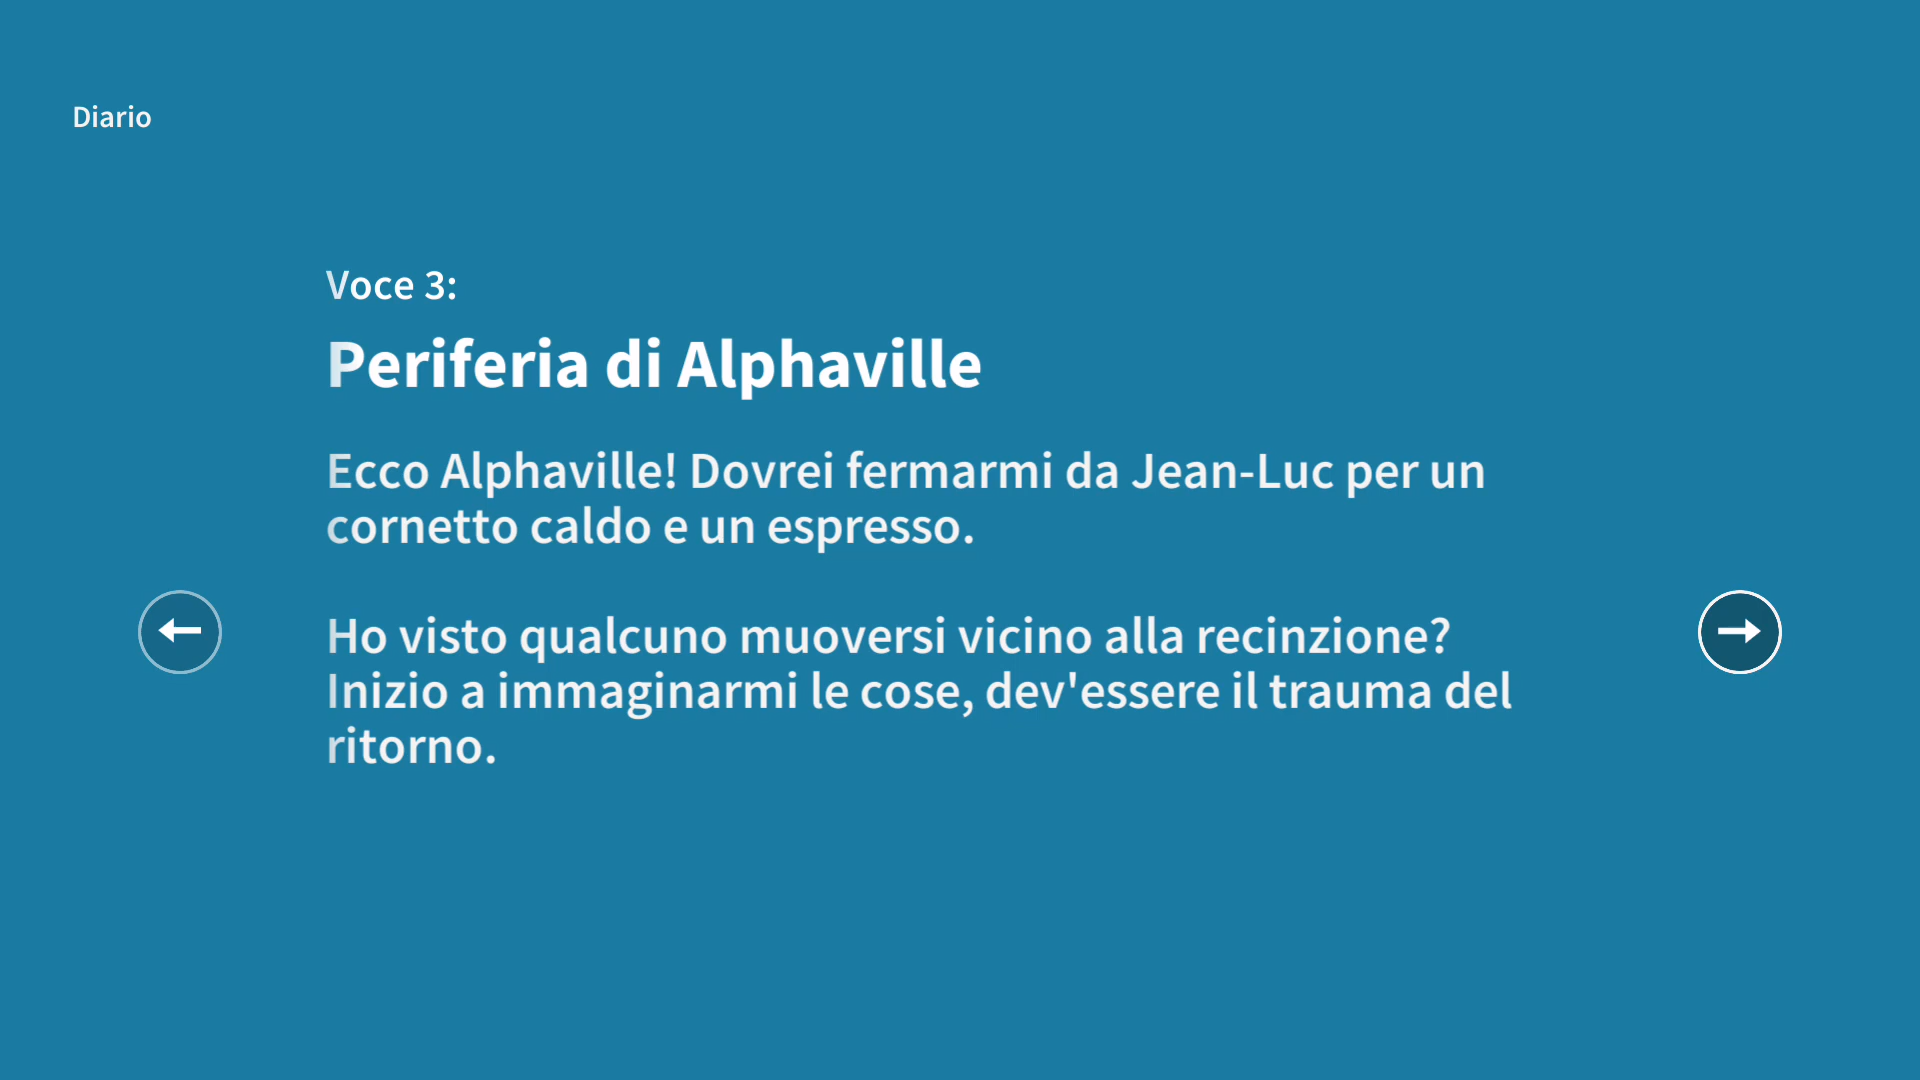 Diario
Voce 3:
Periferia di Alphaville
Ecco Alphaville! Dovrei fermarmi da Jean-Luc per un
cornetto caldo e un espresso.
Ho visto qualcuno muoversi vicino alla recinzione?
Inizio a immaginarmi le cose, dev'essere il trauma del
ritorno.